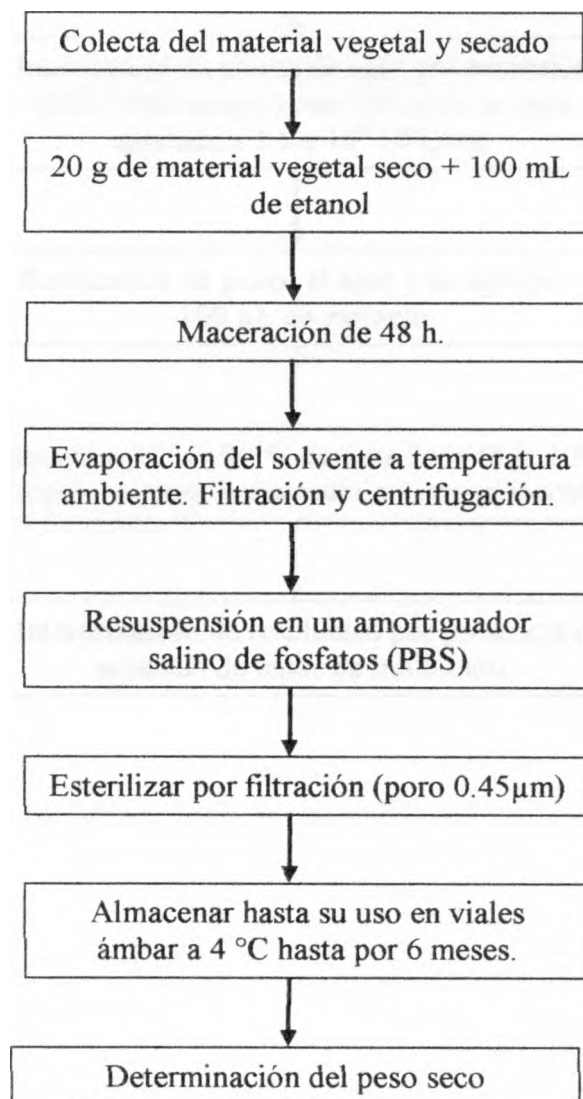 Colecta del material vegetal y secado
20 g de material vegetal seco + 100 mL
de etanol
Maceración de 48 h.
Evaporación del solvente a temperatura
ambiente. Filtración y centrifugación.
Resuspensión en un amortiguador
salino de fosfatos (PBS)
Esterilizar por filtración (poro 0.45µm)
Almacenar hasta su uso en viales
ámbar a 4 °C hasta por 6 meses.
Determinación del peso seco